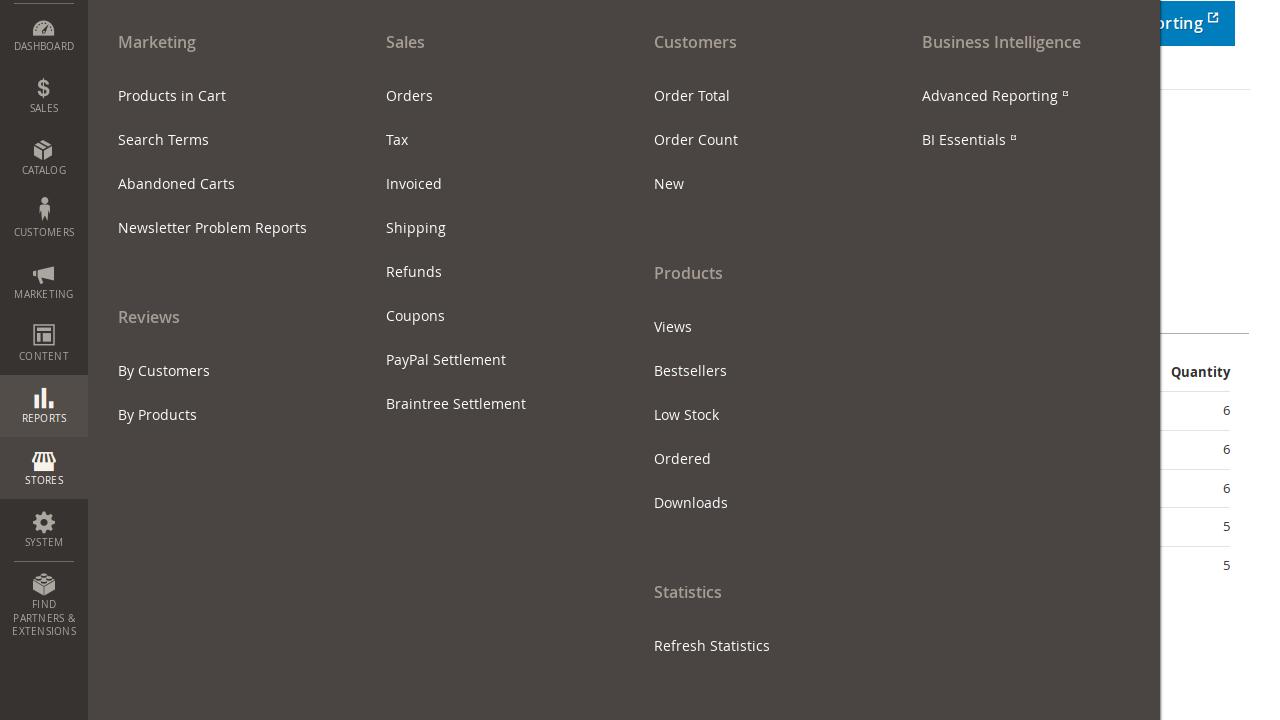 DASHBOARD
SALES
CATALOG
CUSTOMERS
MARKETING
CONTENT
REPORTS
STORES
SYSTEM
FIND
PARTNERS &
EXTENSIONS
Marketing
Products in Cart
Search Terms
Abandoned Carts
Newsletter Problem Reports
Reviews
By Customers
By Products
Sales
Orders
Tax
Invoiced
Shipping
Refunds
Coupons
PayPal Settlement
Braintree Settlement
Customers
Order Total
Order Count
New
Products
Views
Bestsellers
Low Stock
Ordered
Downloads
Statistics
Refresh Statistics
Business Intelligence
Advanced Reporting
BI Essentials
orting
Quantity
6
6
6
5
5